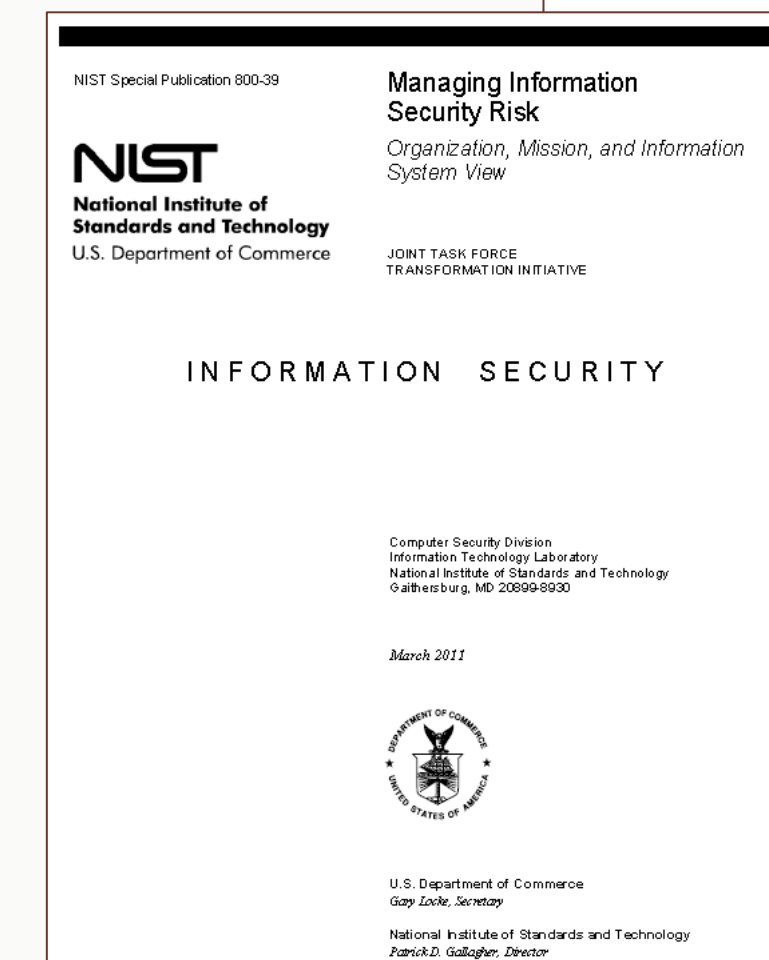 NIST Special Publication 800-39
Managing Information
Security Risk
Organization, Mission, and Information
System View
NIST
National Institute of
Standards and Technology
U.S. Department of Commerce
JOINT TASK FORCE
TRANSFORMATION INITIATIVE
INFORMATION SECURITY
Computer Security Division
Information Technology Laboratory
National Institute of Standards and Technology
Gaithersburg, MD 20899-8930
March 2011
DEPARTMENT OF COMMERCE
UNITED STATES OF AMERICA
U.S. Department of Commerce
Gary Locke, Secretary
National Institute of Standards and Technology
Patrick D. Gallagher, Director